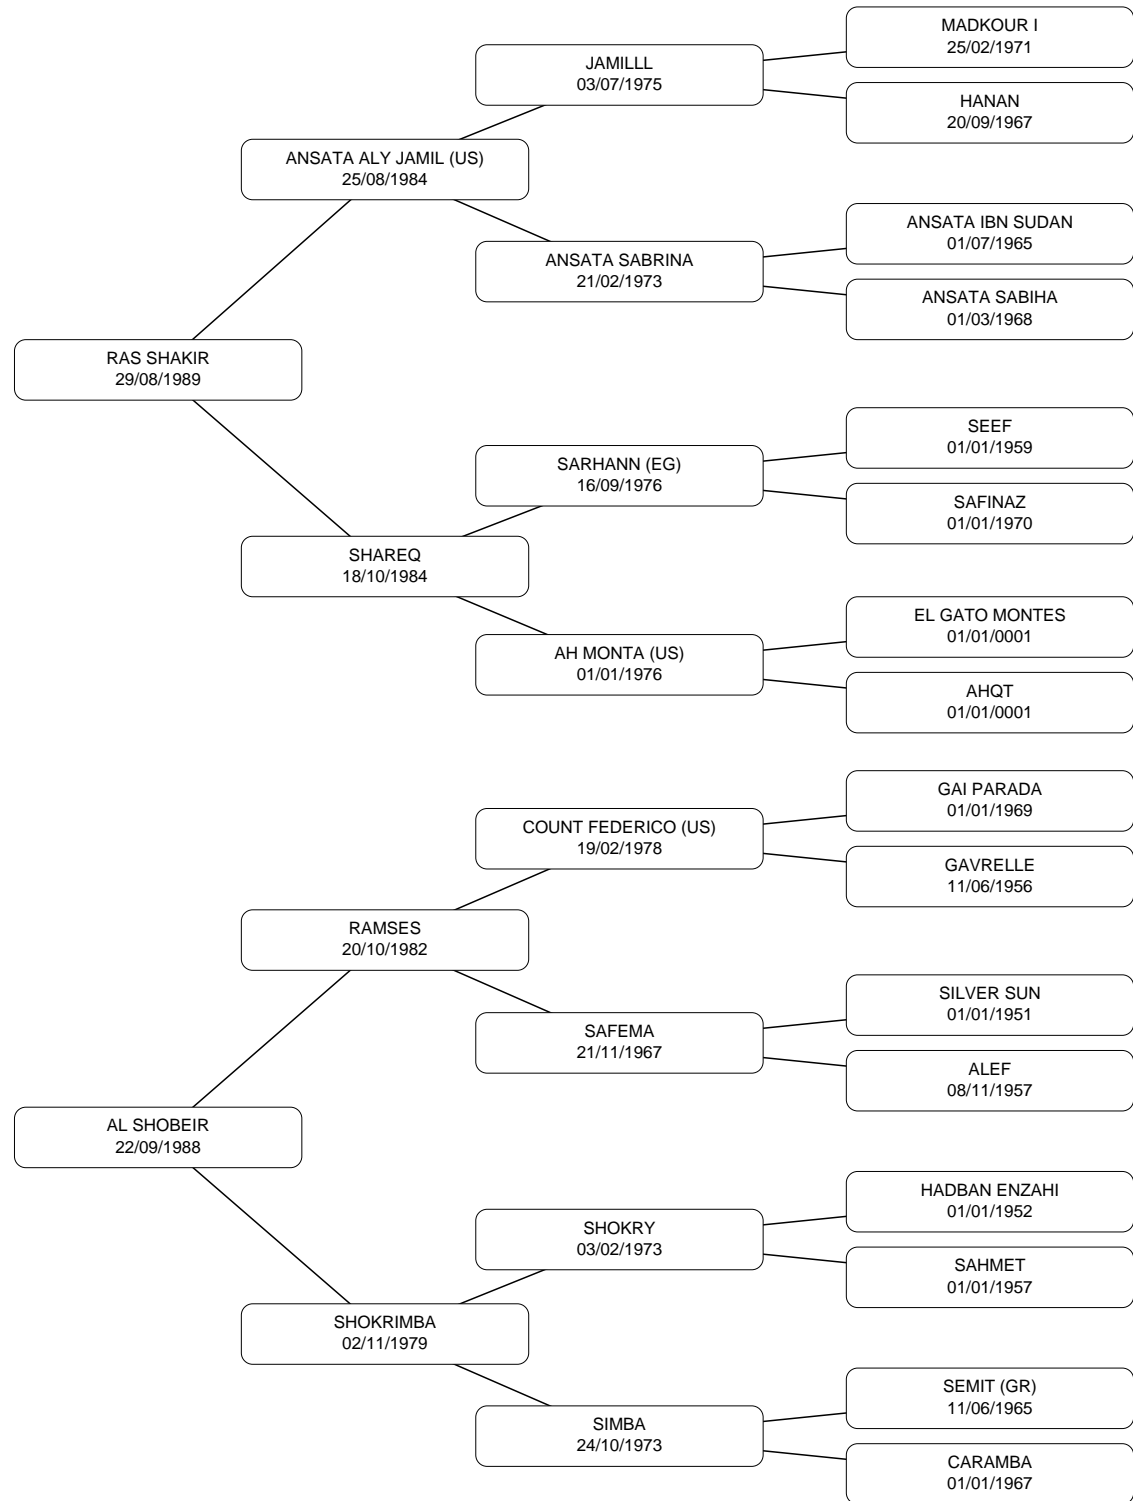 MADKOUR I
25/02/1971
JAMILLL
03/07/1975
HANAN
20/09/1967
ANSATA ALY JAMIL (US)
25/08/1984
ANSATA IBN SUDAN
01/07/1965
ANSATA SABRINA
21/02/1973
ANSATA SABIHA
01/03/1968
RAS SHAKIR
29/08/1989
SEEF
01/01/1959
SARHANN (EG)
16/09/1976
SAFINAZ
01/01/1970
SHAREQ
18/10/1984
EL GATO MONTES
01/01/0001
AH MONTA (US)
01/01/1976
AHQT
01/01/0001
GAI PARADA
01/01/1969
COUNT FEDERICO (US)
19/02/1978
GAVRELLE
11/06/1956
RAMSES
20/10/1982
SILVER SUN
01/01/1951
SAFEMA
21/11/1967
ALEF
08/11/1957
AL SHOBEIR
22/09/1988
HADBAN ENZAHI
01/01/1952
SHOKRY
03/02/1973
SAHMET
01/01/1957
SHOKRIMBA
02/11/1979
SEMIT (GR)
11/06/1965
SIMBA
24/10/1973
CARAMBA
01/01/1967